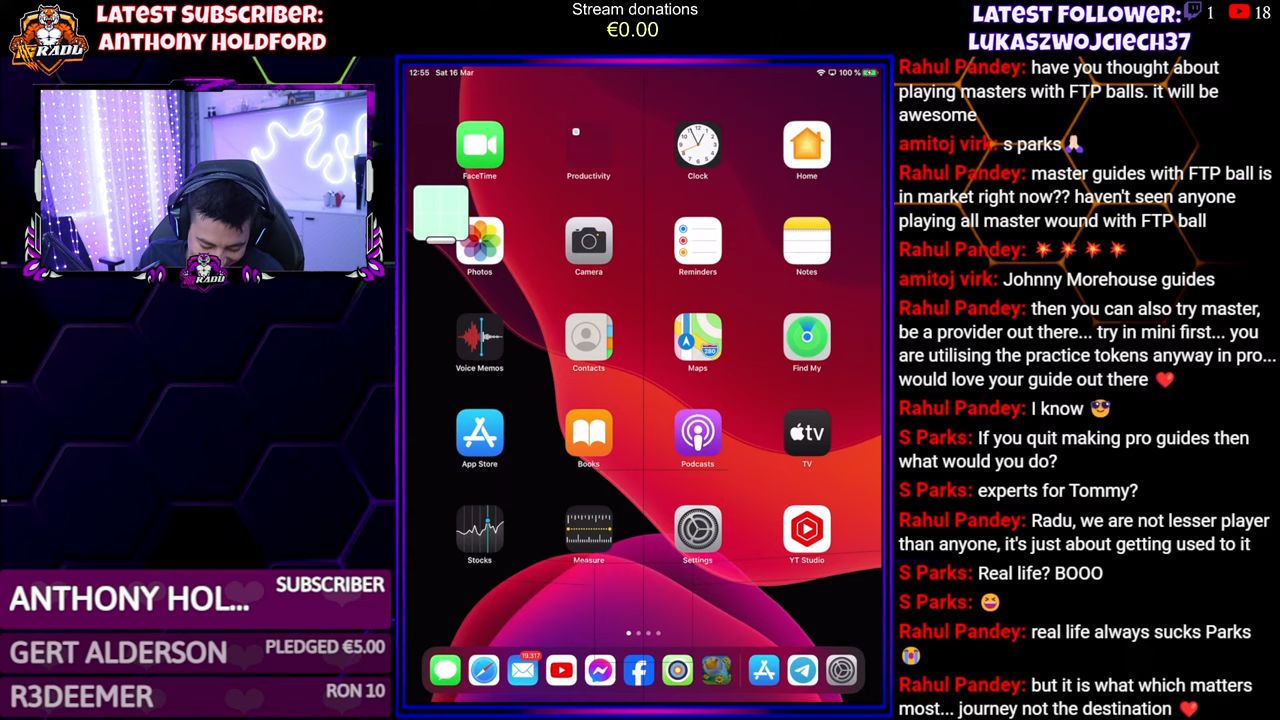 LATEST SUBSCRIBER:
ANTHONY HOLDFORD
RADU
Stream donations
€0.00
LATEST FOLLOWER:
LUKASZWOJCIECH37
1
18
12:55 Sat 16 Mar
100 %
FaceTime
Productivity
Clock
Home
Photos
Camera
Reminders
Notes
Voice Memos
Contacts
Maps
Find My
280
App Store
Books
Podcasts
tv
TV
Stocks
Measure
Settings
YT Studio
19,317
RADU
SUBSCRIBER
ANTHONY HOL...
GERT ALDERSON
PLEDGED €5.00
R3DEEMER
RON 10
Rahul Pandey: have you thought about
playing masters with FTP balls. it will be
awesome
amitoj virk: s parks🙏🏻
Rahul Pandey: master guides with FTP ball is
in market right now?? haven't seen anyone
playing all master wound with FTP ball
Rahul Pandey: 💥 💥 💥 💥
amitoj virk: Johnny Morehouse guides
Rahul Pandey: then you can also try master,
be a provider out there... try in mini first... you
are utilising the practice tokens anyway in pro...
would love your guide out there ❤️
Rahul Pandey: I know 😎
S Parks: If you quit making pro guides then
what would you do?
S Parks: experts for Tommy?
Rahul Pandey: Radu, we are not lesser player
than anyone, it's just about getting used to it
S Parks: Real life? BOOO
S Parks: 😆
Rahul Pandey: real life always sucks Parks
😭
Rahul Pandey: but it is what which matters
most... journey not the destination ❤️